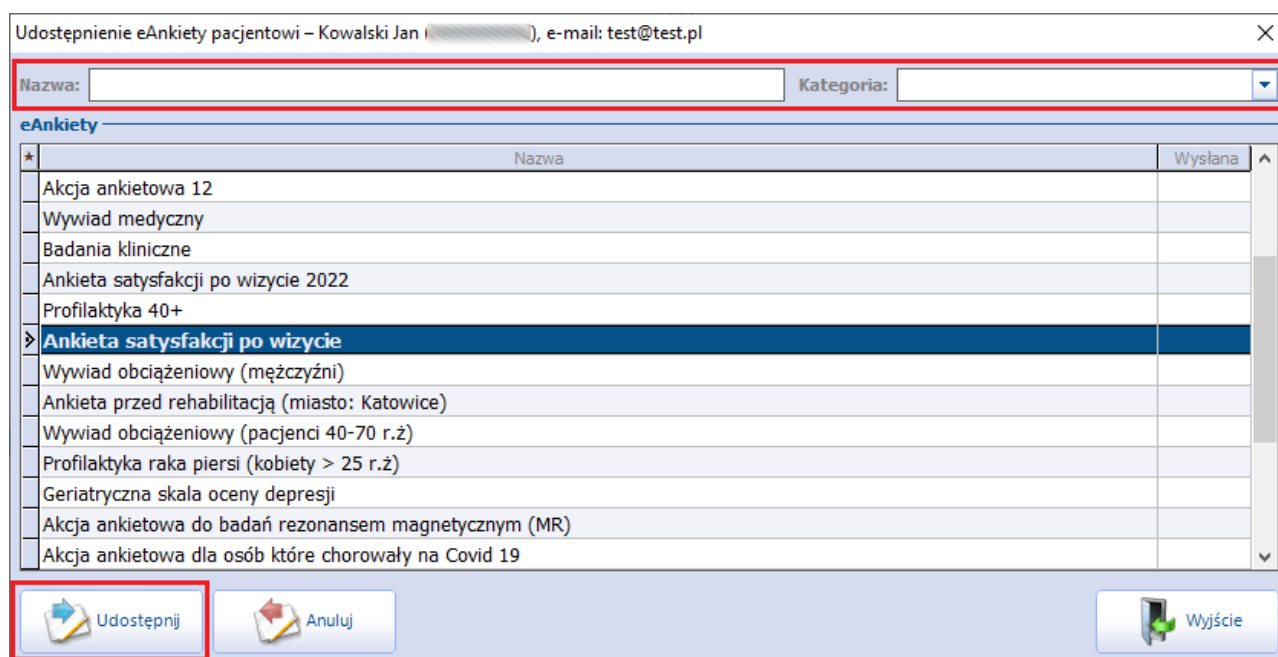 Udostępnienie eAnkiety pacjentowi – Kowalski Jan ( ), e-mail: test@test.pl
Nazwa: Kategoria:
eAnkiety
Nazwa Wysłana
Akcja ankietowa 12
Wywiad medyczny
Badania kliniczne
Ankieta satysfakcji po wizycie 2022
Profilaktyka 40+
Ankieta satysfakcji po wizycie
Wywiad obciążeniowy (mężczyźni)
Ankieta przed rehabilitacją (miasto: Katowice)
Wywiad obciążeniowy (pacjenci 40-70 r.ż)
Profilaktyka raka piersi (kobiety > 25 r.ż)
Geriatryczna skala oceny depresji
Akcja ankietowa do badań rezonansem magnetycznym (MR)
Akcja ankietowa dla osób które chorowały na Covid 19
Udostępnij Anuluj Wyjście